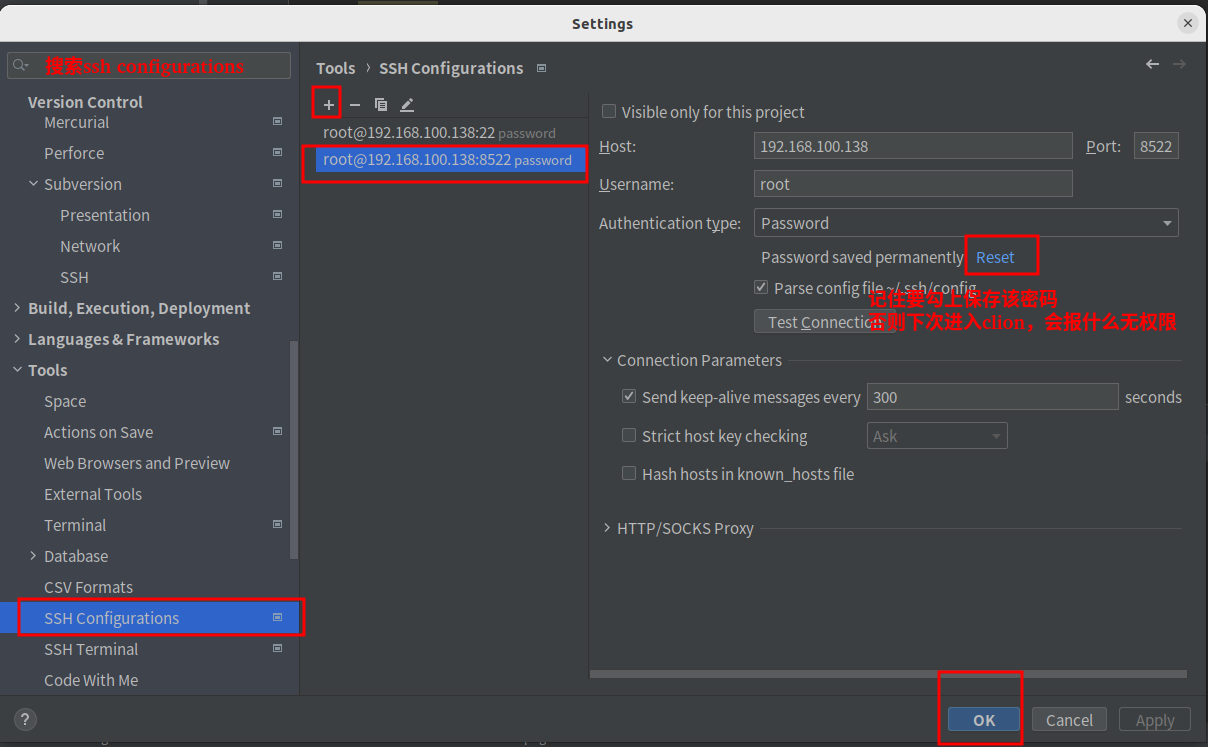 Settings
搜索ssh configurations
Version Control
Mercurial
Perforce
Subversion
Presentation
Network
SSH
Build, Execution, Deployment
Languages & Frameworks
Tools
Space
Actions on Save
Web Browsers and Preview
External Tools
Terminal
Database
CSV Formats
SSH Configurations
SSH Terminal
Code With Me
Tools › SSH Configurations
root@192.168.100.138:22 password
root@192.168.100.138:8522 password
Visible only for this project
Host: 192.168.100.138 Port: 8522
Username: root
Authentication type: Password
Password saved permanently Reset
Parse config file ~/.ssh/config
记住要勾上保存该密码
Test Connection
否则下次进入clion，会报什么无权限
Connection Parameters
Send keep-alive messages every 300 seconds
Strict host key checking Ask
Hash hosts in known_hosts file
HTTP/SOCKS Proxy
? OK Cancel Apply